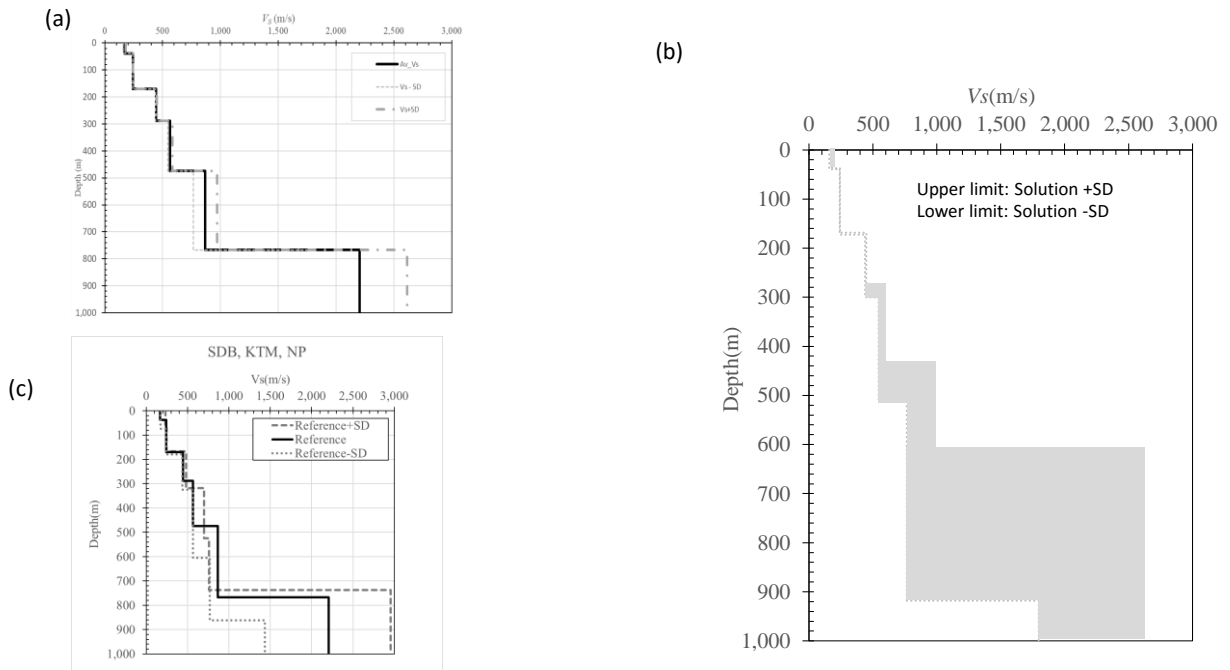 (a)
Vs (m/s)
0 500 1,000 1,500 2,000 2,500 3,000
0
100
200
300
400
500
600
700
800
900
1,000
Depth (m)
Av_Vs
Vs - SD
Vs+SD
(b)
Vs(m/s)
0 500 1,000 1,500 2,000 2,500 3,000
0
100
200
300
400
500
600
700
800
900
1,000
Depth(m)
Upper limit: Solution +SD
Lower limit: Solution -SD
(c)
SDB, KTM, NP
Vs(m/s)
0 500 1,000 1,500 2,000 2,500 3,000
0
100
200
300
400
500
600
700
800
900
1,000
Depth(m)
Reference+SD
Reference
Reference-SD